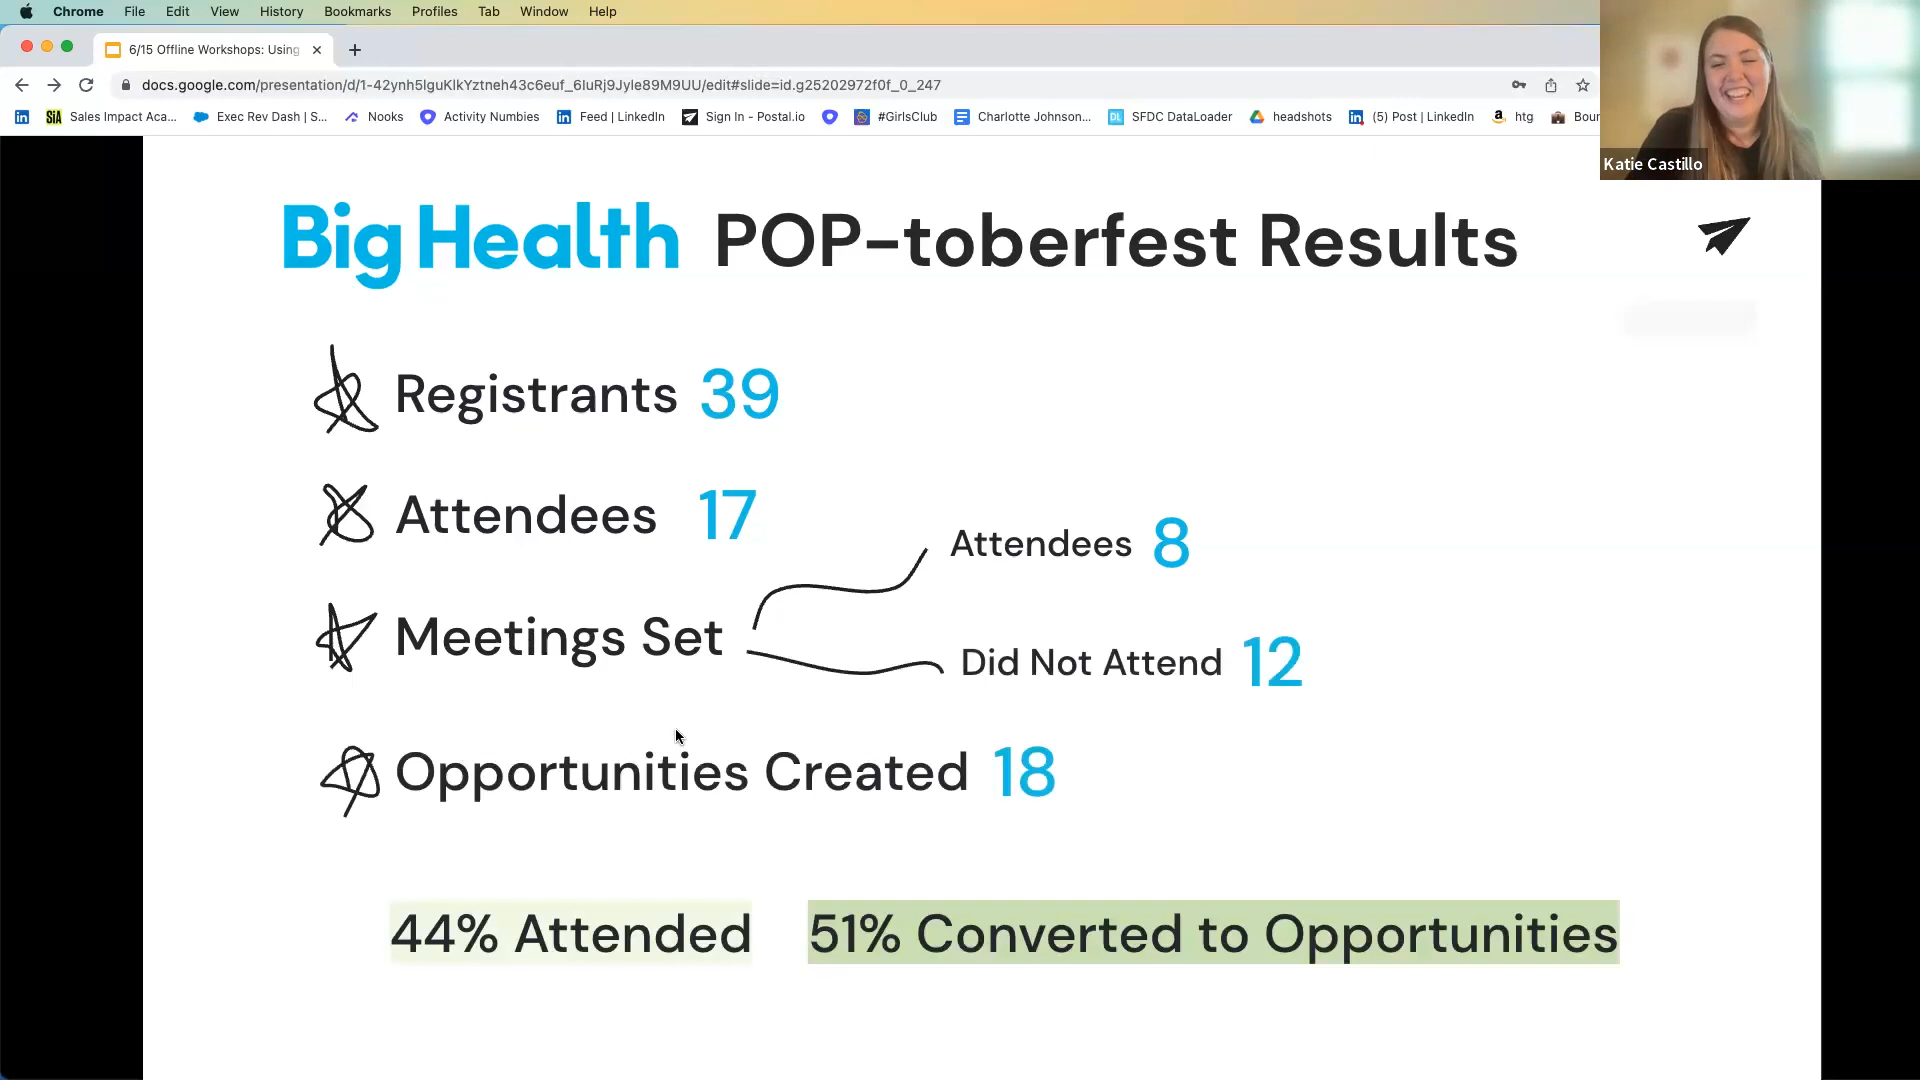 Chrome File Edit View History Bookmarks Profiles Tab Window Help
6/15 Offline Workshops: Using
docs.google.com/presentation/d/1-42ynh5lguKlkYztneh43c6euf_6IuRj9Jyle89M9UU/edit#slide=id.g25202972f0f_0_247
SIA Sales Impact Aca... Exec Rev Dash | S... Nooks Activity Numbies Feed | LinkedIn Sign In - Postal.io #GirlsClub Charlotte Johnson... DL SFDC DataLoader headshots (5) Post | LinkedIn htg Boun
Katie Castillo
Big Health POP-toberfest Results
Registrants 39
Attendees 17
Attendees 8
Meetings Set
Did Not Attend 12
Opportunities Created 18
44% Attended 51% Converted to Opportunities